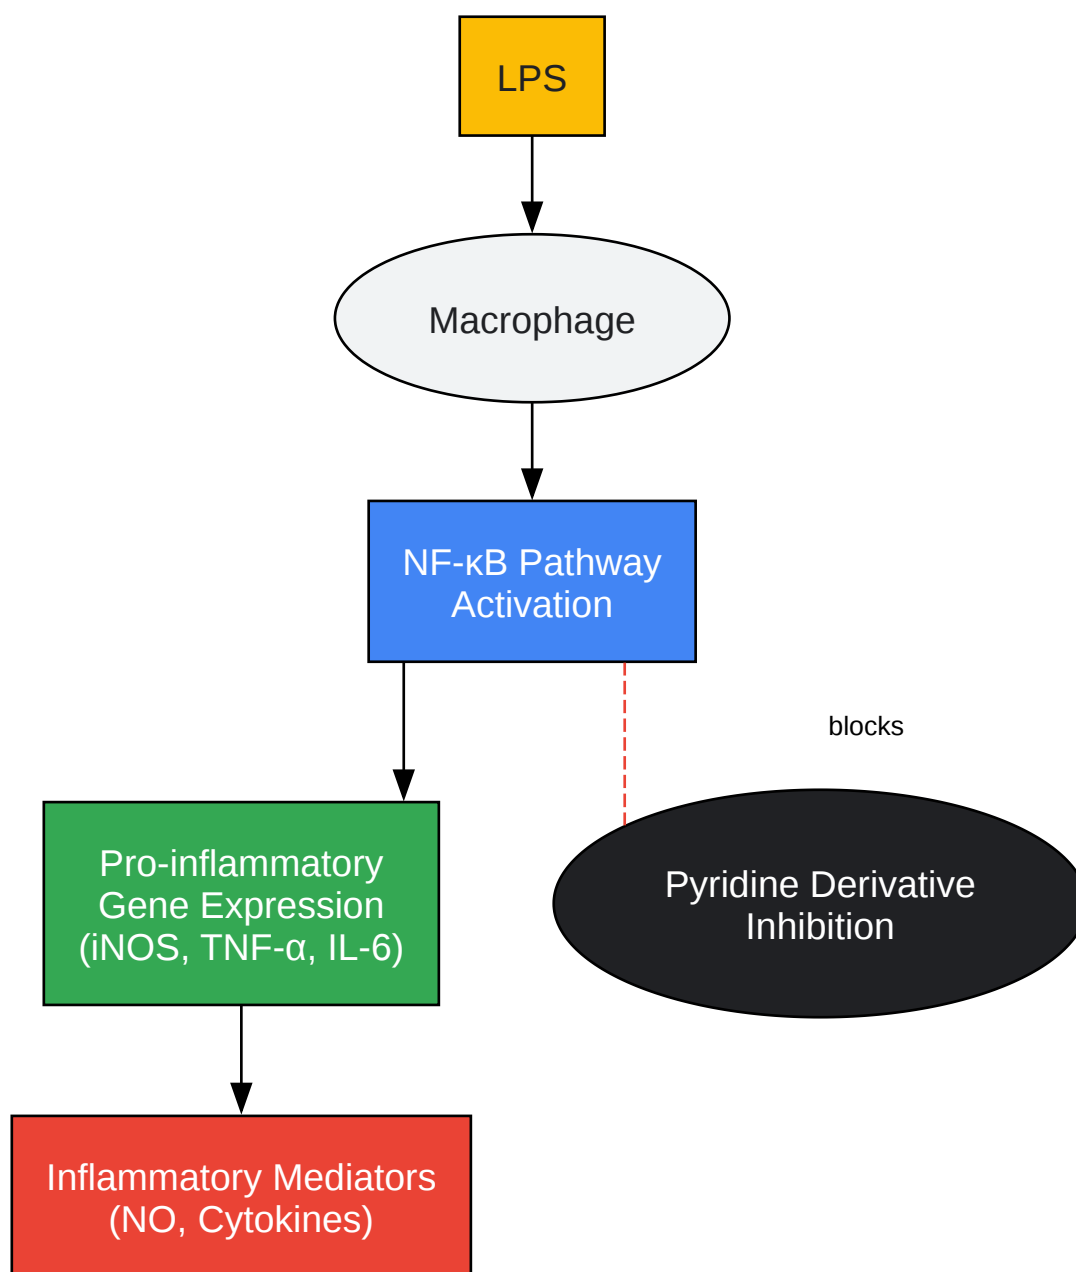 LPS
Macrophage
NF-κB Pathway
Activation
blocks
Pro-inflammatory
Gene Expression
(iNOS, TNF-α, IL-6)
Pyridine Derivative
Inhibition
Inflammatory Mediators
(NO, Cytokines)